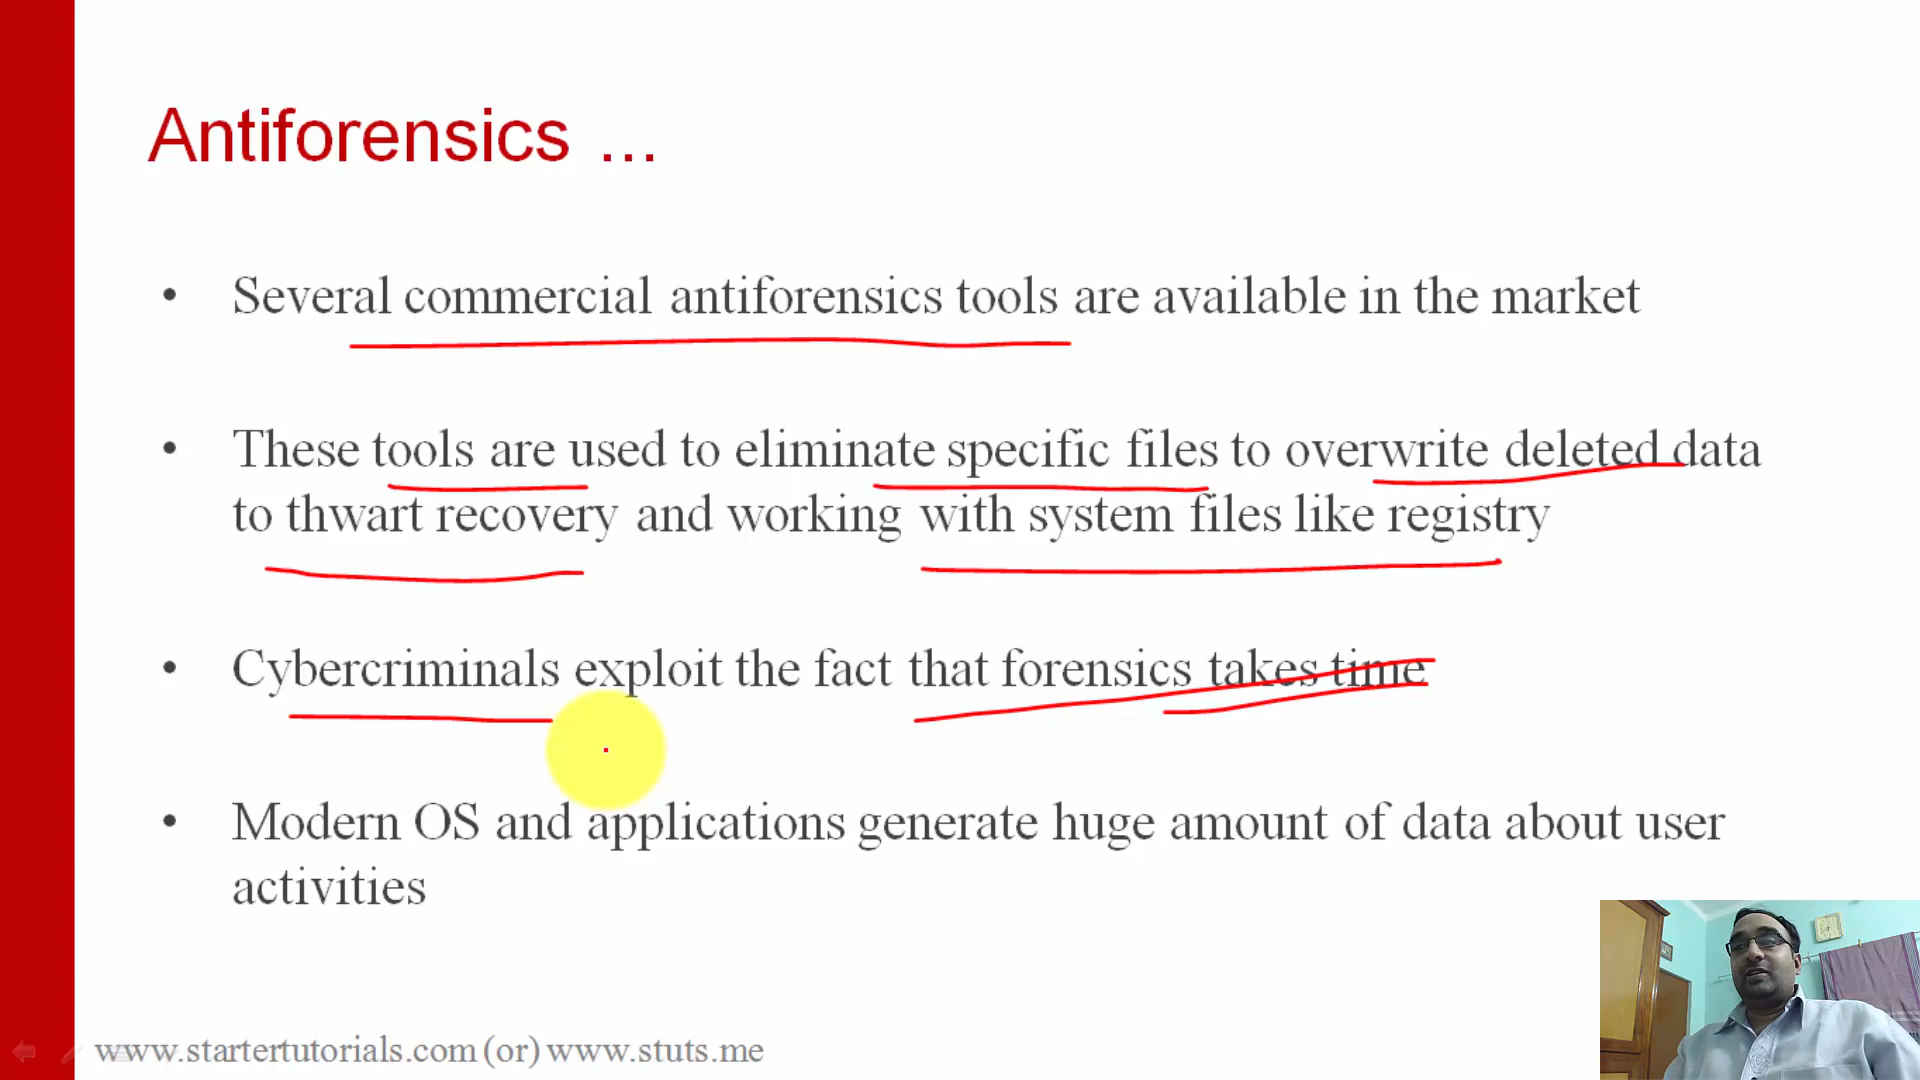 Antiforensics ...
• Several commercial antiforensics tools are available in the market
• These tools are used to eliminate specific files to overwrite deleted data
to thwart recovery and working with system files like registry
• Cybercriminals exploit the fact that forensics takes time
• Modern OS and applications generate huge amount of data about user
activities
www.startertutorials.com (or) www.stuts.me